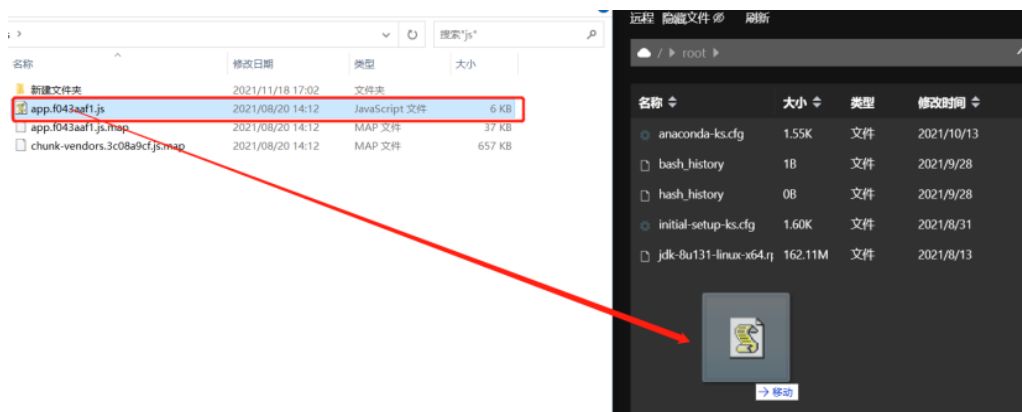 搜索"js"
名称 修改日期 类型 大小
新建文件夹 2021/11/18 17:02 文件夹
app.f043aaf1.js 2021/08/20 14:12 JavaScript 文件 6 KB
app.f043aaf1.js.map 2021/08/20 14:12 MAP 文件 37 KB
chunk-vendors.3c08a9cf.js.map 2021/08/20 14:12 MAP 文件 657 KB
远程 隐藏文件 刷新
/ root
名称 大小 类型 修改时间
anaconda-ks.cfg 1.55K 文件 2021/10/13
bash_history 1B 文件 2021/9/28
hash_history 0B 文件 2021/9/28
initial-setup-ks.cfg 1.60K 文件 2021/8/31
jdk-8u131-linux-x64.r 162.11M 文件 2021/8/13
移动